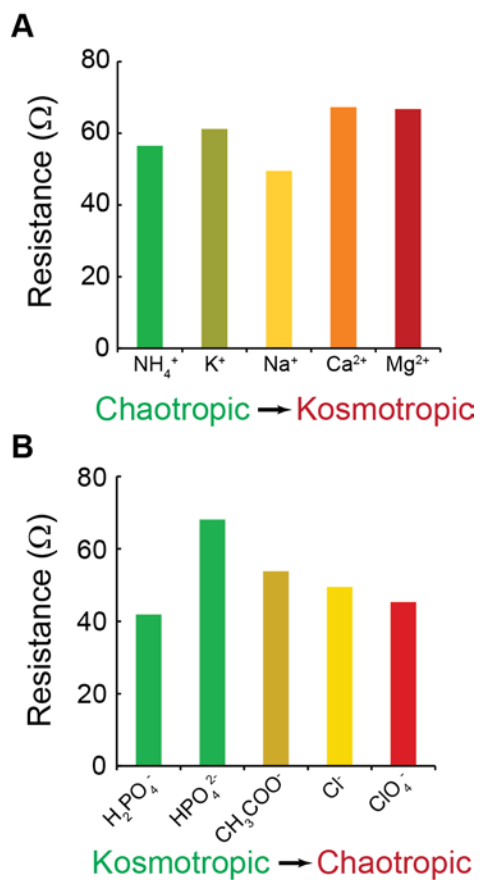 A
Resistance (Ω)
80
60
40
20
0
NH₄⁺ K⁺ Na⁺ Ca²⁺ Mg²⁺
Chaotropic → Kosmotropic
B
Resistance (Ω)
80
60
40
20
0
H₂PO₄⁻ HPO₄²⁻ CH₃COO⁻ Cl⁻ ClO₄⁻
Kosmotropic → Chaotropic